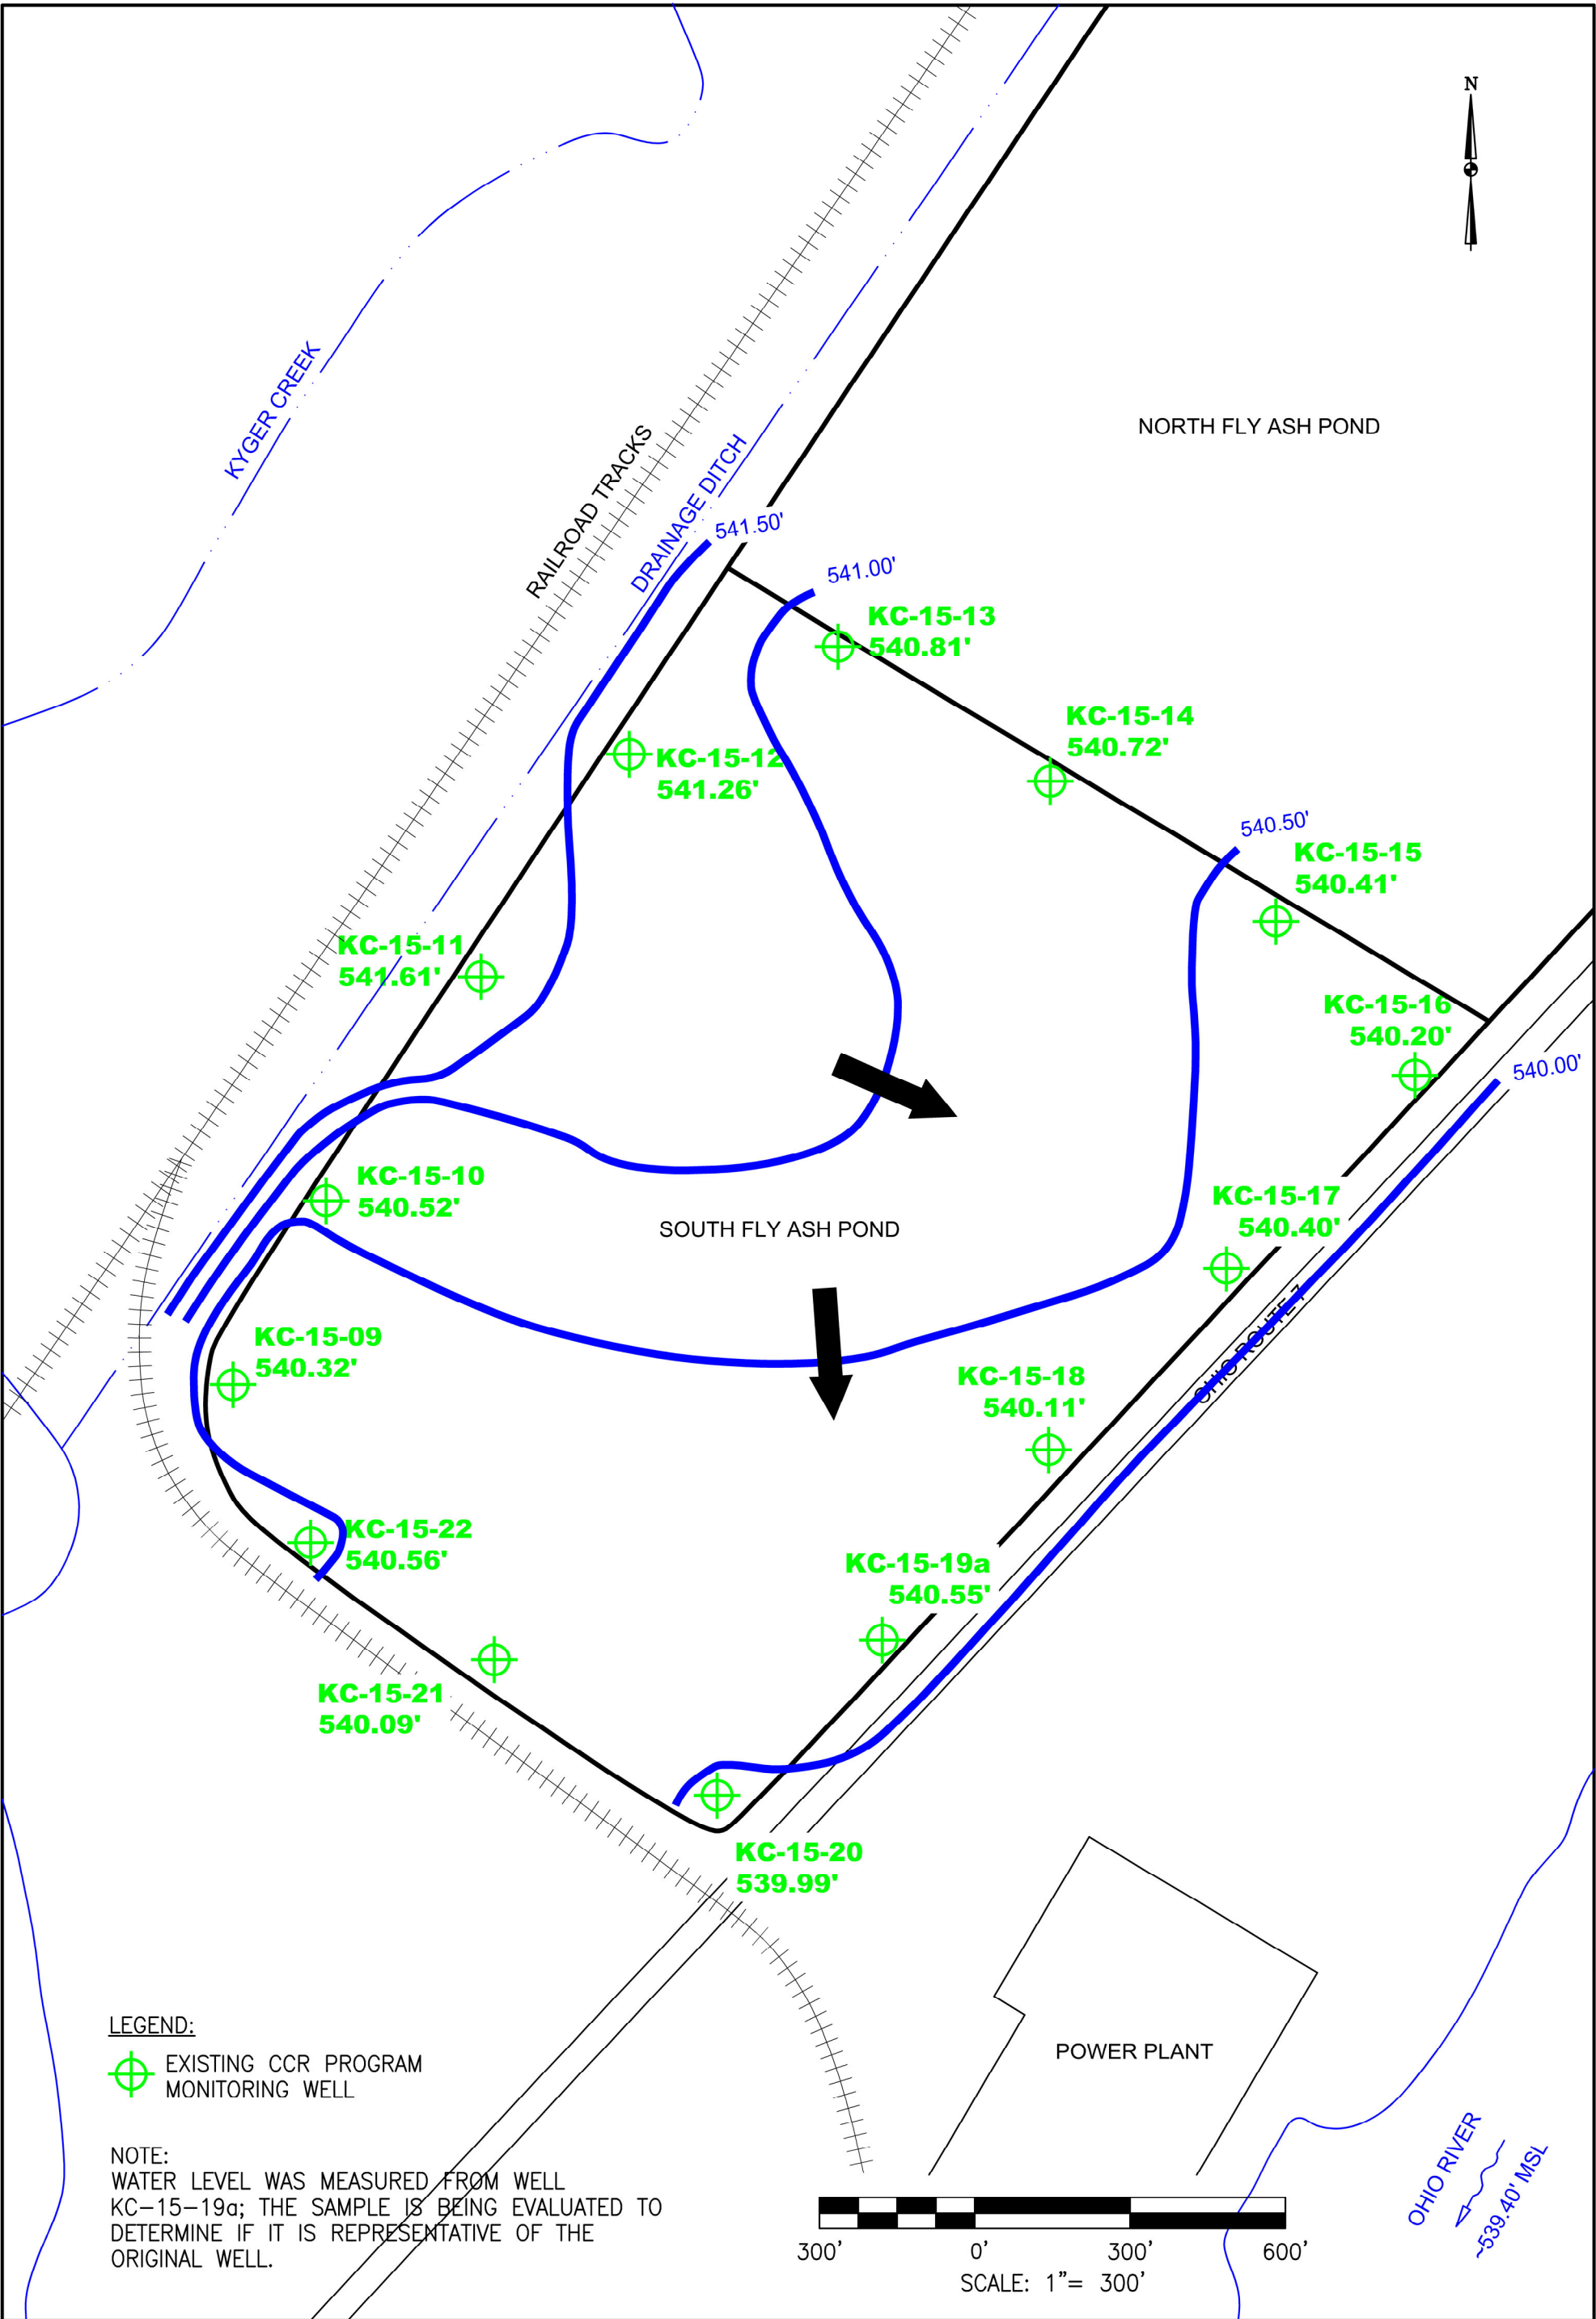 N
KYGER CREEK
RAILROAD TRACKS
DRAINAGE DITCH
NORTH FLY ASH POND
541.50'
541.00'
KC-15-13
540.81'
KC-15-14
540.72'
KC-15-12
541.26'
540.50'
KC-15-15
540.41'
KC-15-11
541.61'
KC-15-16
540.20'
540.00'
KC-15-10
540.52'
SOUTH FLY ASH POND
KC-15-17
540.40'
OHIO ROUTE 7
KC-15-09
540.32'
KC-15-18
540.11'
KC-15-22
540.56'
KC-15-19a
540.55'
KC-15-21
540.09'
KC-15-20
539.99'
POWER PLANT
OHIO RIVER
~539.40' MSL
LEGEND:
EXISTING CCR PROGRAM
MONITORING WELL
NOTE:
WATER LEVEL WAS MEASURED FROM WELL
KC-15-19a; THE SAMPLE IS BEING EVALUATED TO
DETERMINE IF IT IS REPRESENTATIVE OF THE
ORIGINAL WELL.
300' 0' 300' 600'
SCALE: 1"= 300'